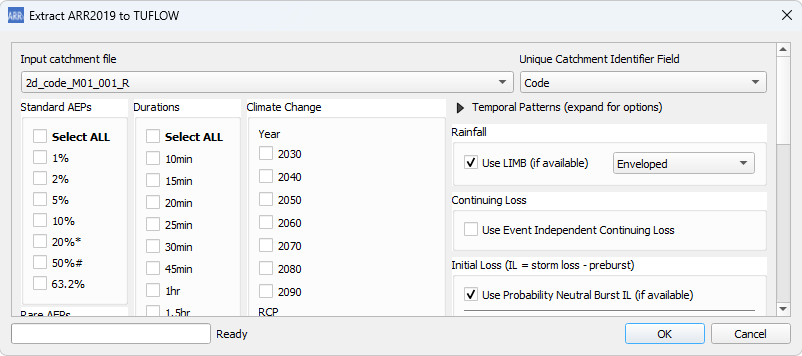 ARR Extract ARR2019 to TUFLOW
Input catchment file
Unique Catchment Identifier Field
2d_code_M01_001_R
Code
Standard AEPs
Select ALL
1%
2%
5%
10%
20%*
50%#
63.2%
Rare AEPs
Durations
Select ALL
10min
15min
20min
25min
30min
45min
1hr
1.5hr
Climate Change
Year
2030
2040
2050
2060
2070
2080
2090
RCP
Temporal Patterns (expand for options)
Rainfall
Use LIMB (if available)
Enveloped
Continuing Loss
Use Event Independent Continuing Loss
Initial Loss (IL = storm loss - preburst)
Use Probability Neutral Burst IL (if available)
Ready
OK
Cancel